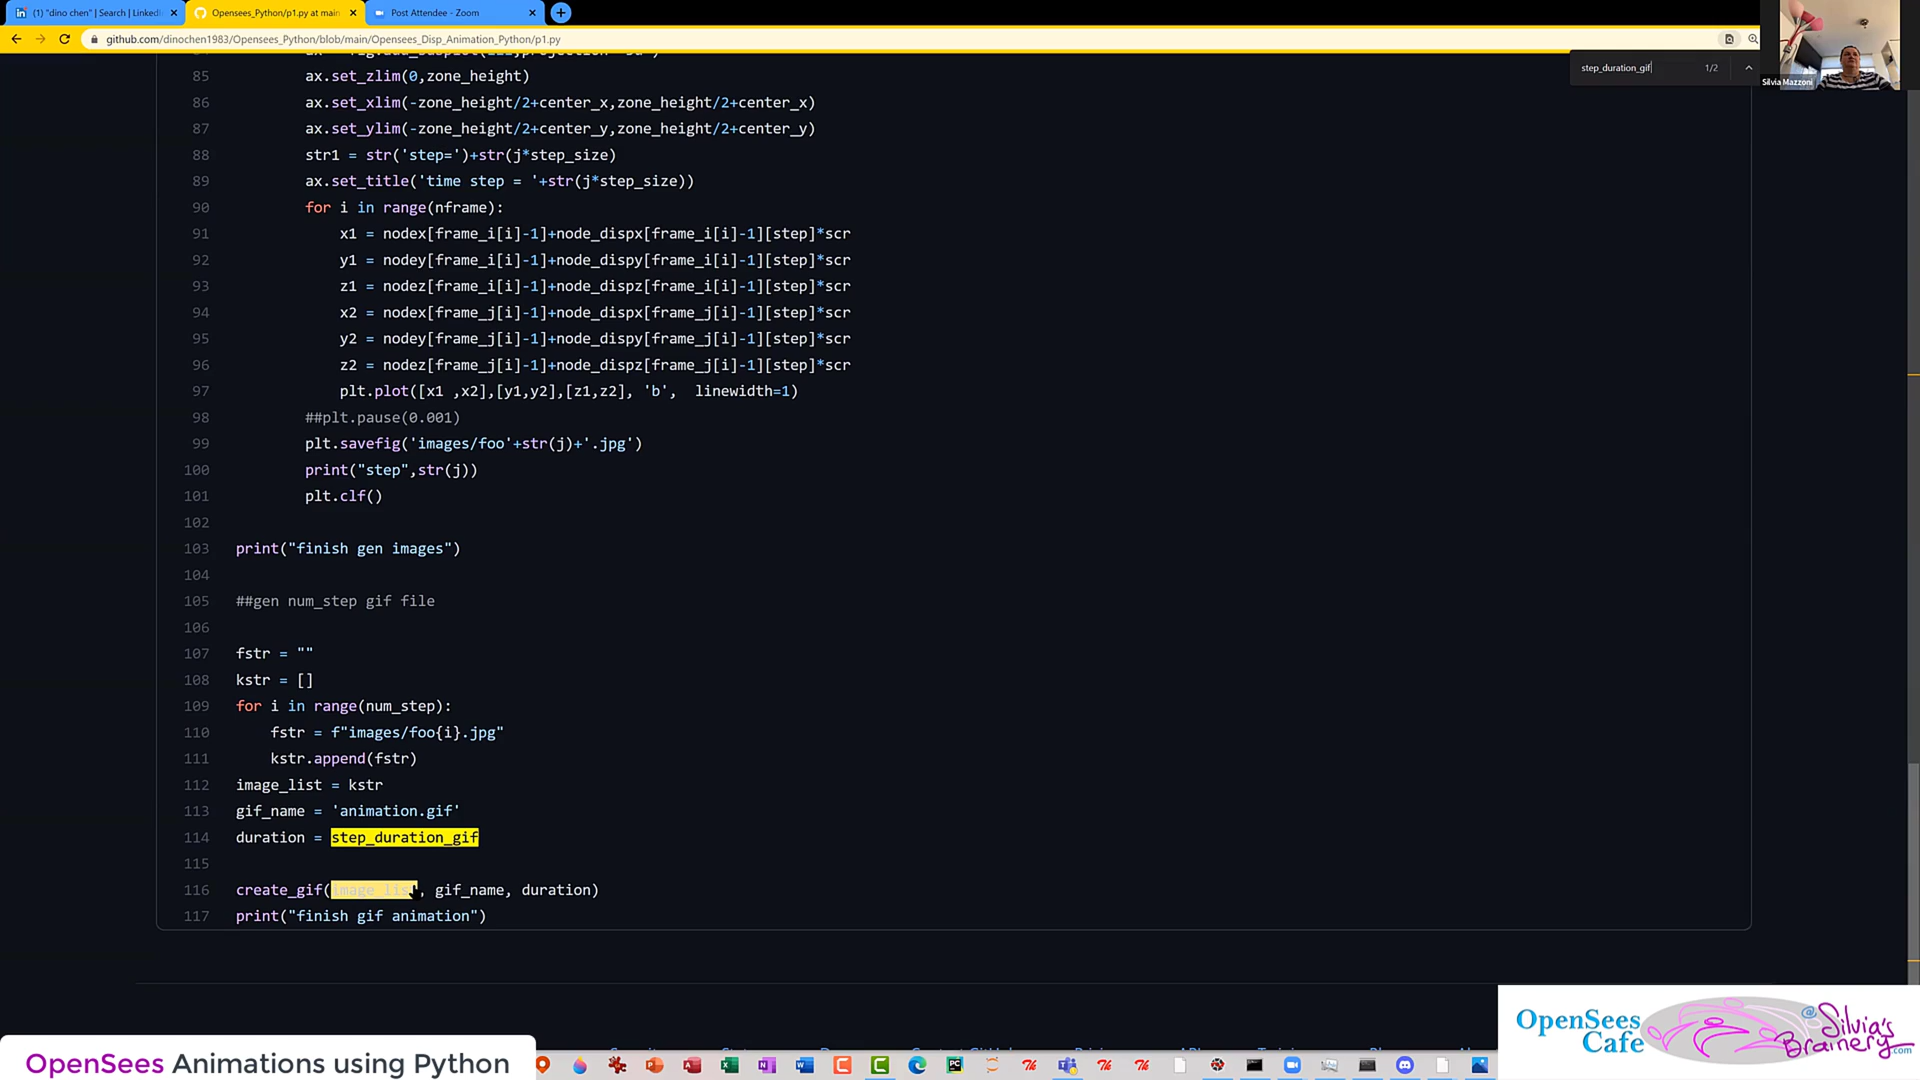 (1) "dino chen" | Search | LinkedI
Opensees_Python/p1.py at main
Post Attendee - Zoom
github.com/dinochen1983/Opensees_Python/blob/main/Opensees_Disp_Animation_Python/p1.py
step_duration_gif 1/2
Silvia Mazzoni
85 ax.set_zlim(0,zone_height)
86 ax.set_xlim(-zone_height/2+center_x,zone_height/2+center_x)
87 ax.set_ylim(-zone_height/2+center_y,zone_height/2+center_y)
88 str1 = str('step=')+str(j*step_size)
89 ax.set_title('time step = '+str(j*step_size))
90 for i in range(nframe):
91 x1 = nodex[frame_i[i]-1]+node_dispx[frame_i[i]-1][step]*scr
92 y1 = nodey[frame_i[i]-1]+node_dispy[frame_i[i]-1][step]*scr
93 z1 = nodez[frame_i[i]-1]+node_dispz[frame_i[i]-1][step]*scr
94 x2 = nodex[frame_j[i]-1]+node_dispx[frame_j[i]-1][step]*scr
95 y2 = nodey[frame_j[i]-1]+node_dispy[frame_j[i]-1][step]*scr
96 z2 = nodez[frame_j[i]-1]+node_dispz[frame_j[i]-1][step]*scr
97 plt.plot([x1 ,x2],[y1,y2],[z1,z2], 'b', linewidth=1)
98 ##plt.pause(0.001)
99 plt.savefig('images/foo'+str(j)+'.jpg')
100 print("step",str(j))
101 plt.clf()
102
103 print("finish gen images")
104
105 ##gen num_step gif file
106
107 fstr = ""
108 kstr = []
109 for i in range(num_step):
110 fstr = f"images/foo{i}.jpg"
111 kstr.append(fstr)
112 image_list = kstr
113 gif_name = 'animation.gif'
114 duration = step_duration_gif
115
116 create_gif(image_list, gif_name, duration)
117 print("finish gif animation")
OpenSees Animations using Python
OpenSees Cafe
@ Silvia's Brainery.com